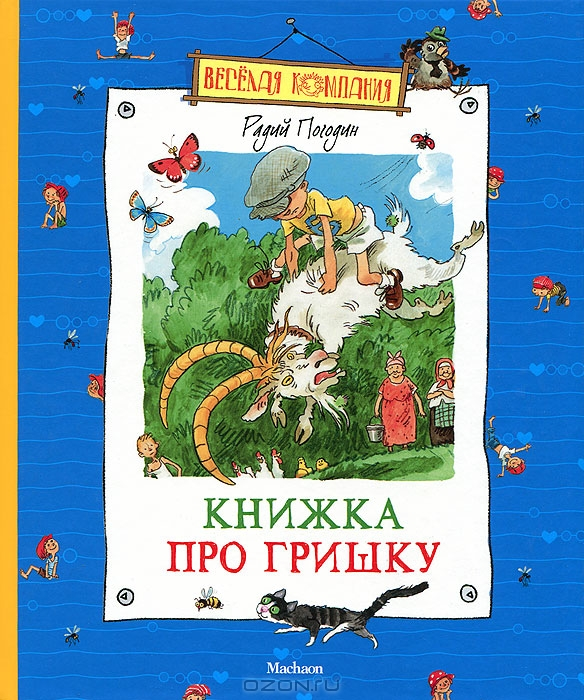 ВЕСЁЛАЯ КОМПАНИЯ
Радий Погодин
КНИЖКА
ПРО ГРИШКУ
Machaon
OZON.ru